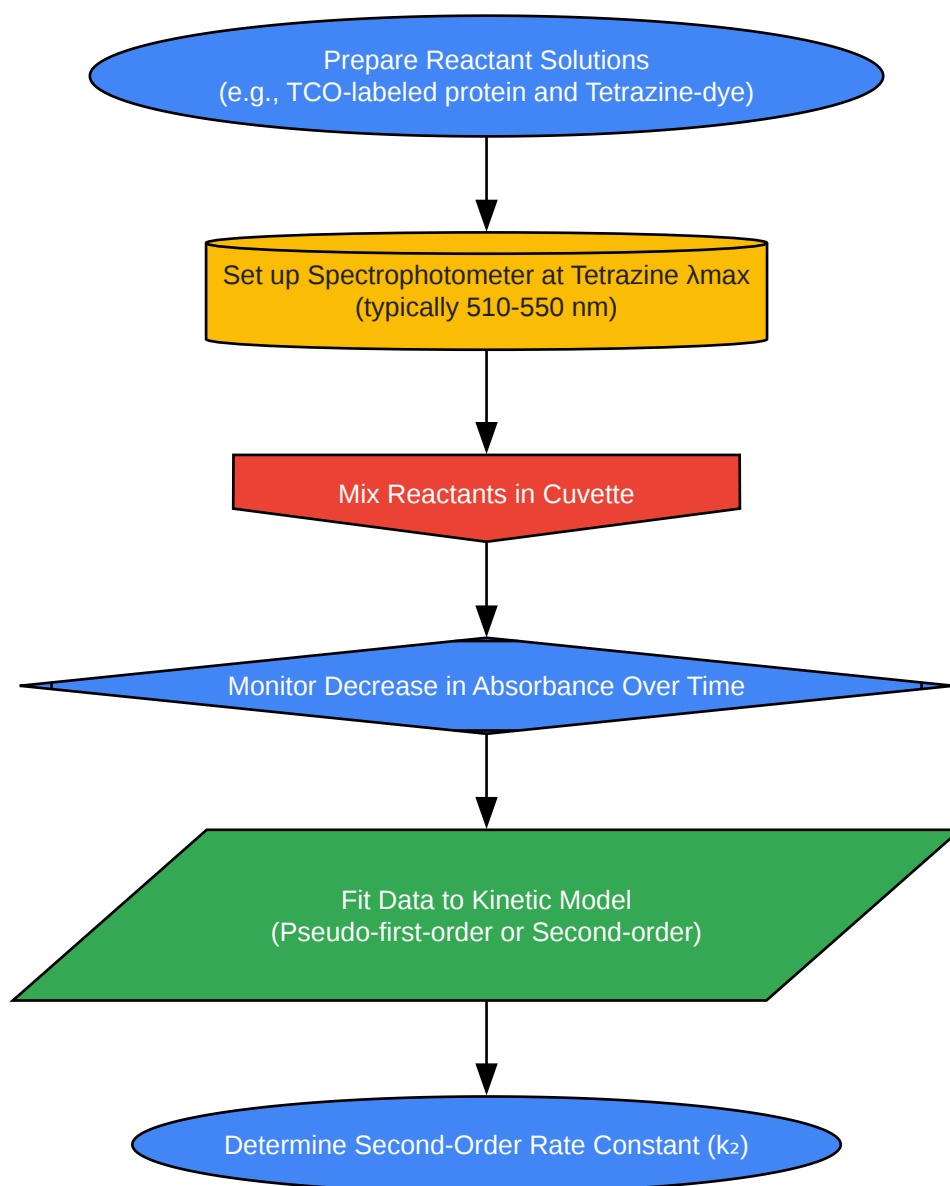 Prepare Reactant Solutions
(e.g., TCO-labeled protein and Tetrazine-dye)
Set up Spectrophotometer at Tetrazine λmax
(typically 510-550 nm)
Mix Reactants in Cuvette
Monitor Decrease in Absorbance Over Time
Fit Data to Kinetic Model
(Pseudo-first-order or Second-order)
Determine Second-Order Rate Constant (k₂)